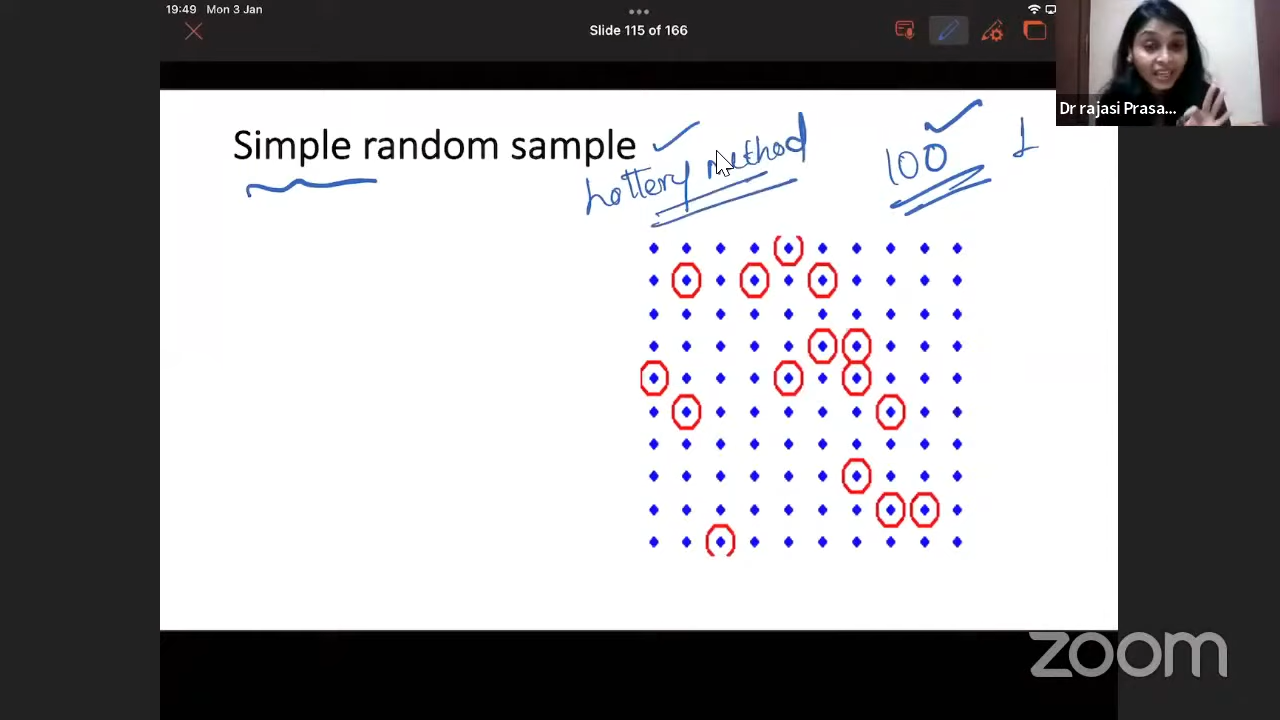 19:49 Mon 3 Jan
Slide 115 of 166
Dr rajasi Prasa...
Simple random sample
Lottery method
100 1
zoom